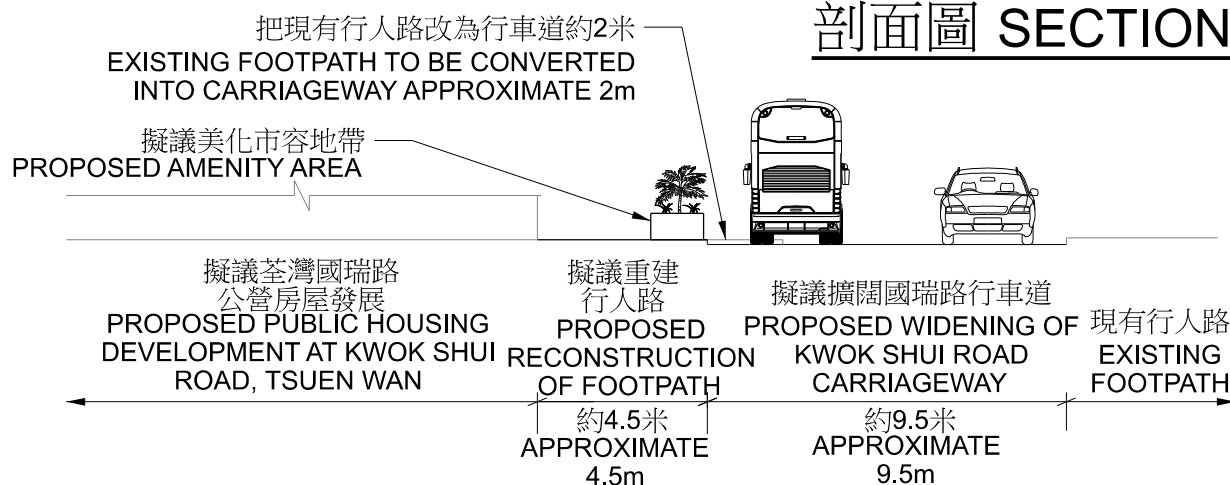 剖面圖 SECTION
把現有行人路改為行車道約2米
EXISTING FOOTPATH TO BE CONVERTED
INTO CARRIAGEWAY APPROXIMATE 2m
擬議美化市容地帶
PROPOSED AMENITY AREA
擬議荃灣國瑞路
公營房屋發展
PROPOSED PUBLIC HOUSING
DEVELOPMENT AT KWOK SHUI
ROAD, TSUEN WAN
擬議重建
行人路
PROPOSED
RECONSTRUCTION
OF FOOTPATH
約4.5米
APPROXIMATE
4.5m
擬議擴闊國瑞路行車道
PROPOSED WIDENING OF
KWOK SHUI ROAD
CARRIAGEWAY
約9.5米
APPROXIMATE
9.5m
現有行人路
EXISTING
FOOTPATH